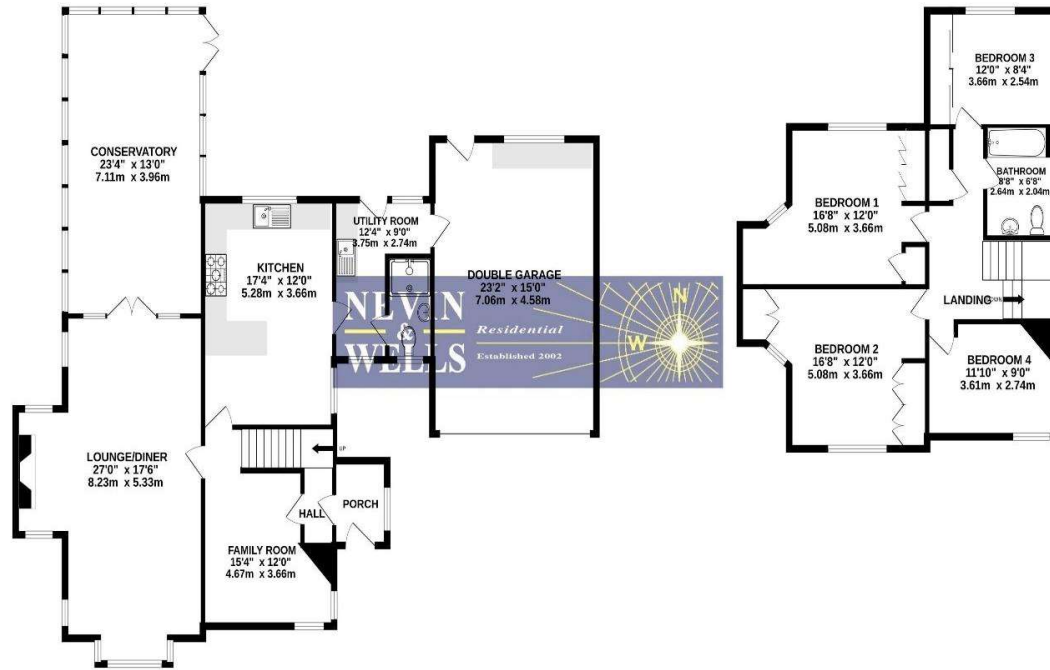 CONSERVATORY
23'4" x 13'0"
7.11m x 3.96m
KITCHEN
17'4" x 12'0"
5.28m x 3.66m
UTILITY ROOM
12'4" x 9'0"
3.75m x 2.74m
DOUBLE GARAGE
23'2" x 15'0"
7.06m x 4.58m
LOUNGE/DINER
27'0" x 17'6"
8.23m x 5.33m
UP
HALL
PORCH
FAMILY ROOM
15'4" x 12'0"
4.67m x 3.66m
NEVIN
& WELLS
Residential
Established 2002
N
W
BEDROOM 3
12'0" x 8'4"
3.66m x 2.54m
BATHROOM
8'8" x 6'8"
2.64m x 2.04m
BEDROOM 1
16'8" x 12'0"
5.08m x 3.66m
LANDING
BEDROOM 2
16'8" x 12'0"
5.08m x 3.66m
BEDROOM 4
11'10" x 9'0"
3.61m x 2.74m